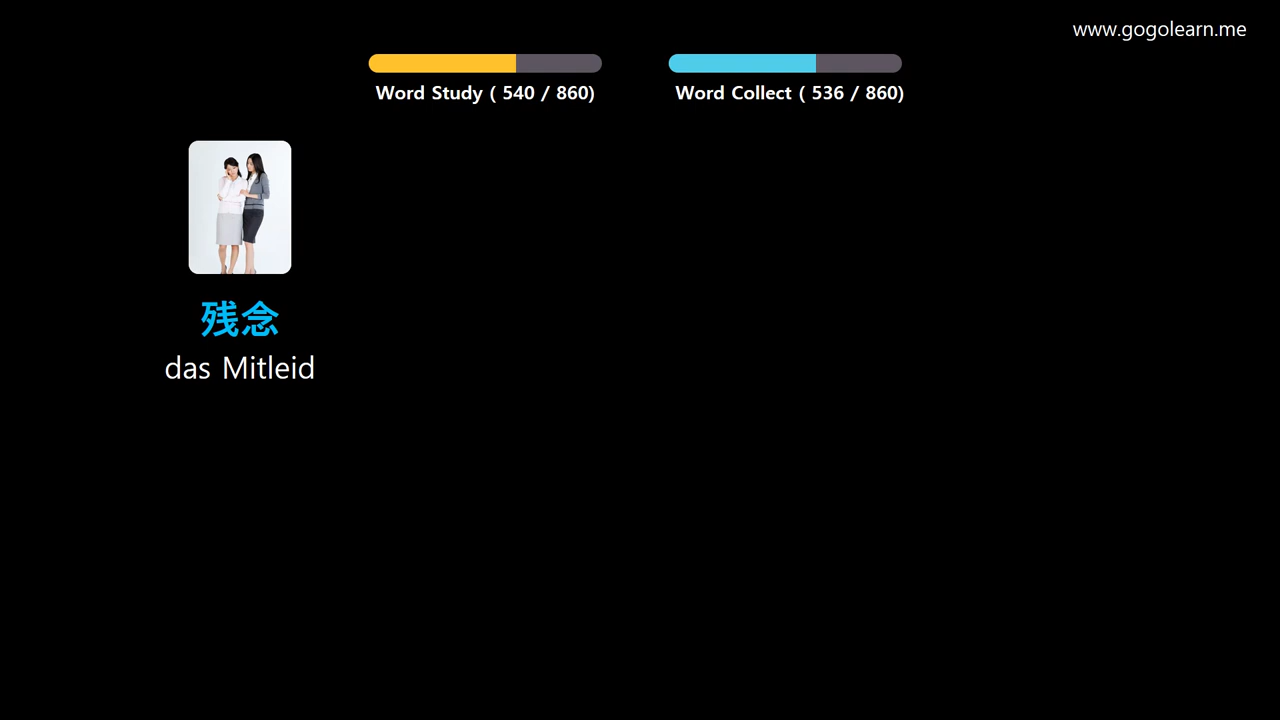 www.gogolearn.me
Word Study ( 540 / 860)
Word Collect ( 536 / 860)
残念
das Mitleid